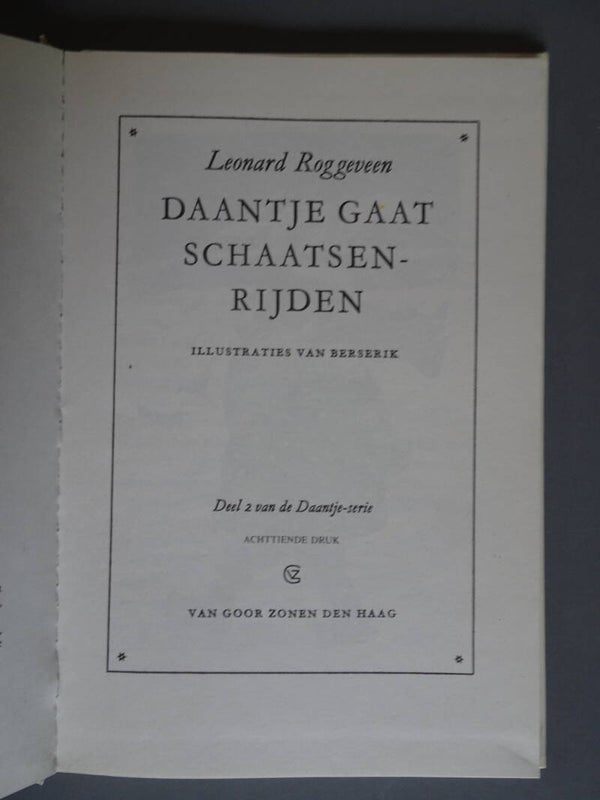 Leonard Roggeveen
DAANTJE GAAT
SCHAATSEN-
RIJDEN
ILLUSTRATIES VAN BERSERIK
Deel 2 van de Daantje-serie
ACHTTIENDE DRUK
VGZ
VAN GOOR ZONEN DEN HAAG